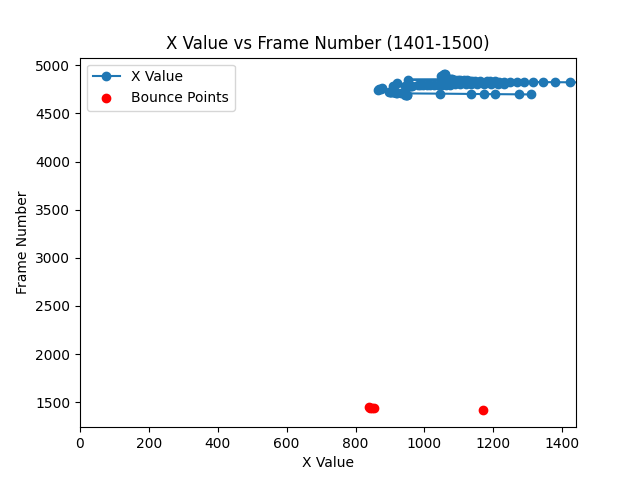 X Value vs Frame Number (1401-1500)
X Value
Bounce Points
5000
4500
4000
3500
3000
2500
2000
1500
Frame Number
0 200 400 600 800 1000 1200 1400
X Value